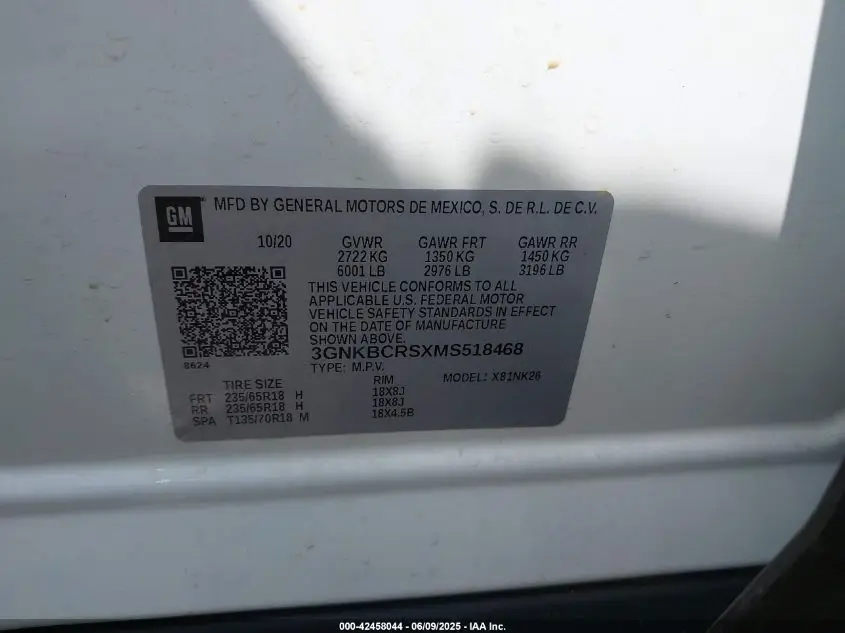 GM
MFD BY GENERAL MOTORS DE MEXICO, S. DE R.L. DE C.V.
10/20 GVWR GAWR FRT GAWR RR
2722 KG 1350 KG 1450 KG
6001 LB 2976 LB 3196 LB
THIS VEHICLE CONFORMS TO ALL
APPLICABLE U.S. FEDERAL MOTOR
VEHICLE SAFETY STANDARDS IN EFFECT
ON THE DATE OF MANUFACTURE
SHOWN ABOVE.
3GNKBCRSXMS518468
8624
TYPE: M.P.V. MODEL: X81NK26
TIRE SIZE RIM
FRT 235/65R18 H 18X8J
RR 235/65R18 H 18X8J
SPA T135/70R18 M 18X4.5B
000-42458044 - 06/09/2025 - IAA Inc.